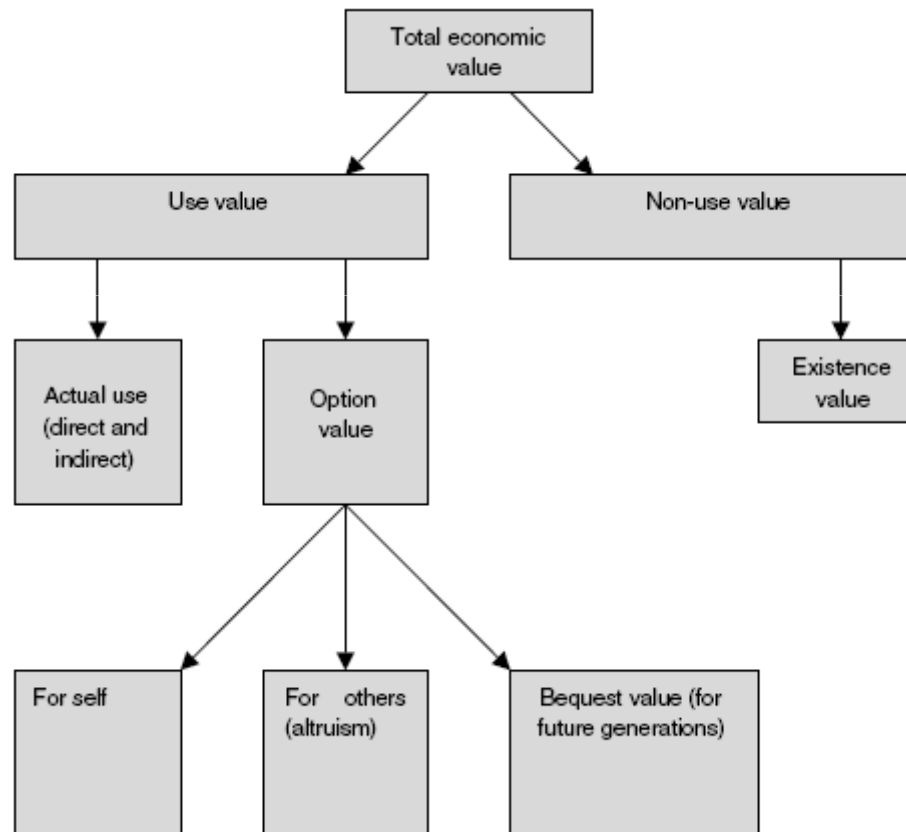 Total economic
value
Use value
Non-use value
Actual use
(direct and
indirect)
Option
value
Existence
value
For self
For others
(altruism)
Bequest value (for
future generations)